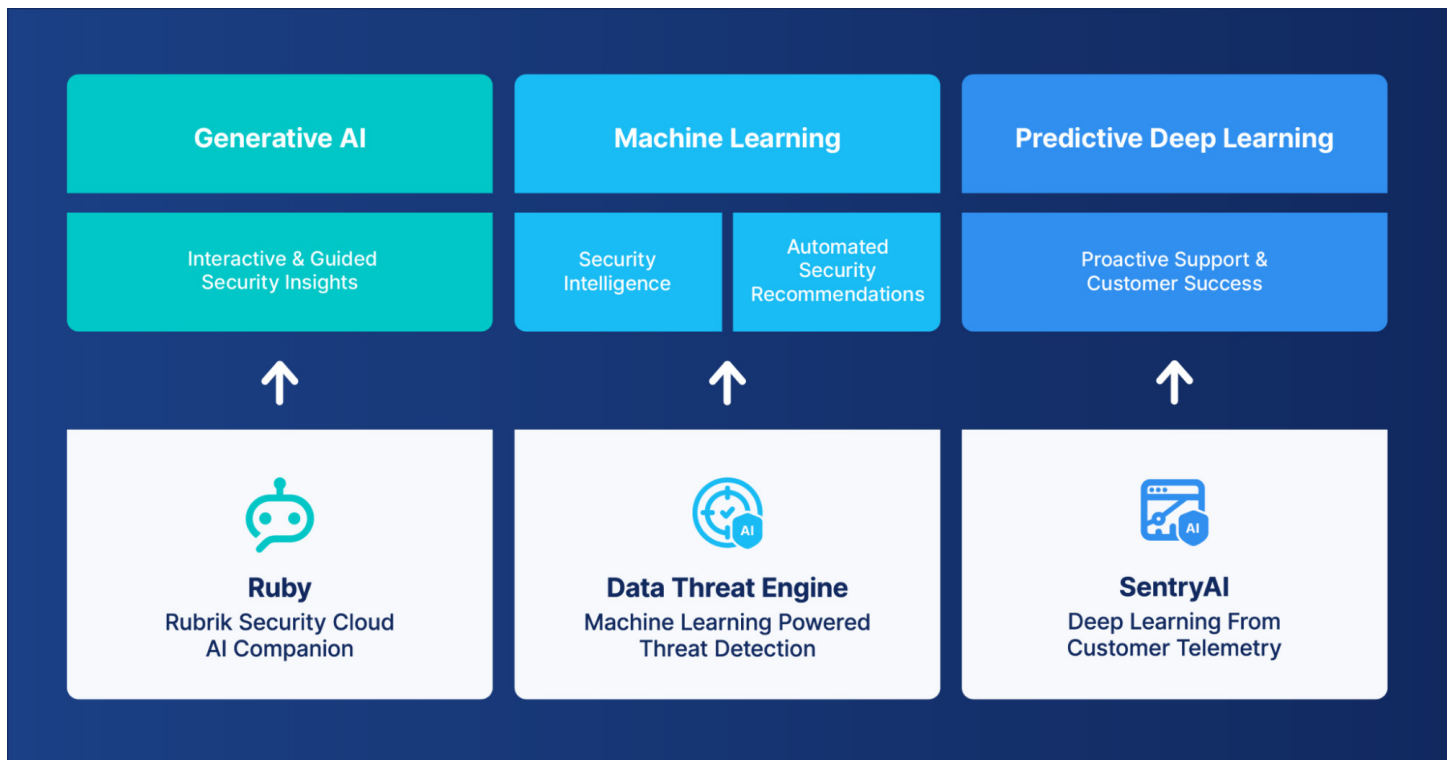 Generative AI
Machine Learning
Predictive Deep Learning
Interactive & Guided
Security Insights
Security
Intelligence
Automated
Security
Recommendations
Proactive Support &
Customer Success
Ruby
Rubrik Security Cloud
AI Companion
AI
Data Threat Engine
Machine Learning Powered
Threat Detection
AI
SentryAI
Deep Learning From
Customer Telemetry